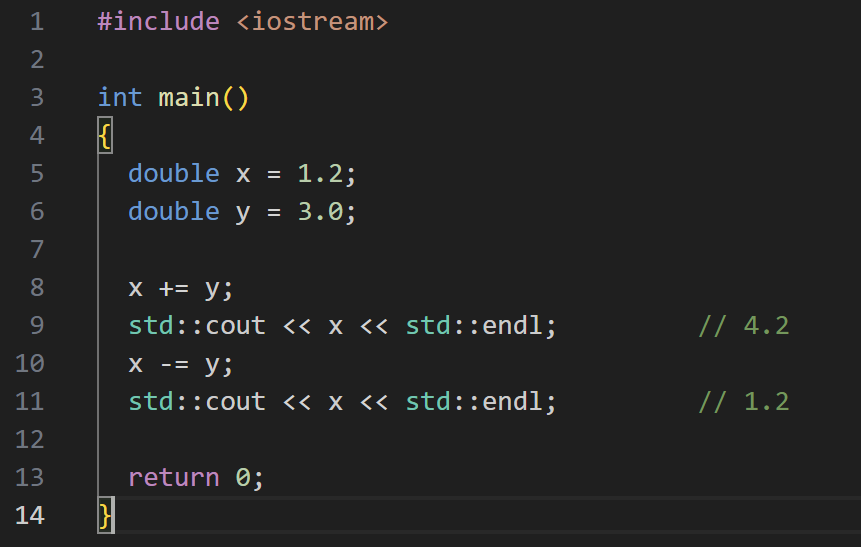 1 #include <iostream>
2
3 int main()
4 {
5 double x = 1.2;
6 double y = 3.0;
7
8 x += y;
9 std::cout << x << std::endl; // 4.2
10 x -= y;
11 std::cout << x << std::endl; // 1.2
12
13 return 0;
14 }